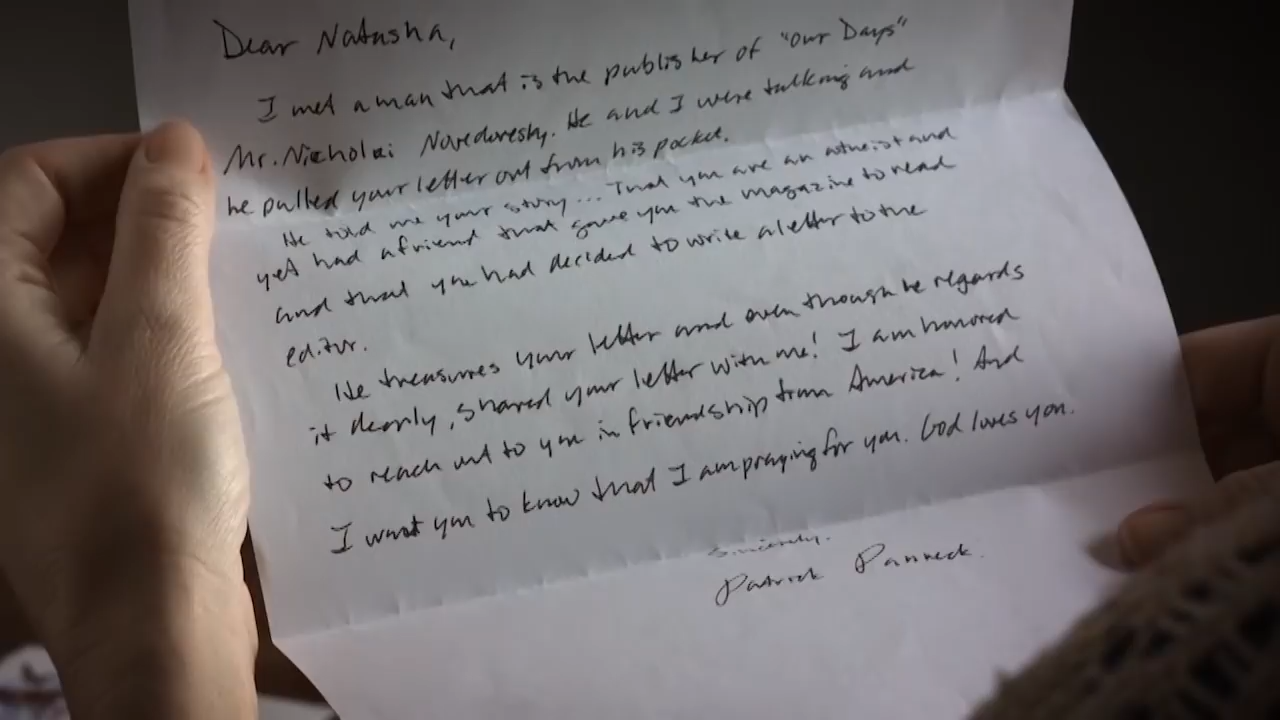 Dear Natasha,
I met a man that is the publisher of "Our Days"
Mr. Nicholai. He and I were talking and
he pulled your letter out from his pocket.
He told me your story... That you are an atheist and
yet had a friend that gave you the magazine to read
and that you had decided to write a letter to the
editor.
He treasures your letter and even though he regards
it dearly, shared your letter with me! I am honored
to reach out to you in friendship from America! And
I want you to know that I am praying for you. God loves you.
Sincerely,
Patrick Panneck